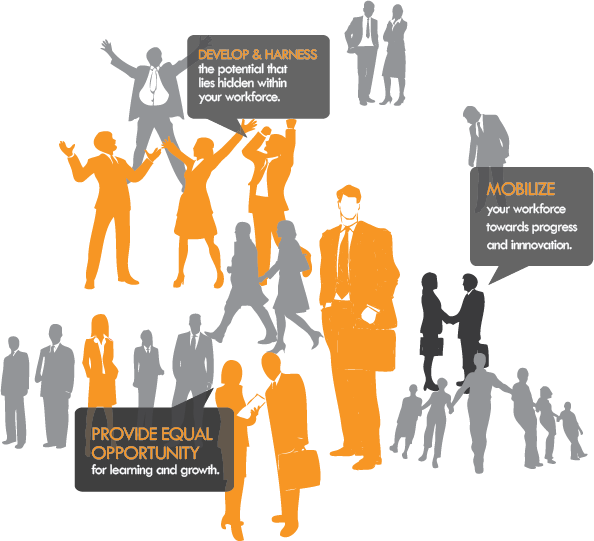 DEVELOP & HARNESS
the potential that
lies hidden within
your workforce.
MOBILIZE
your workforce
towards progress
and innnovation.
PROVIDE EQUAL
OPPORTUNITY
for learning and growth.